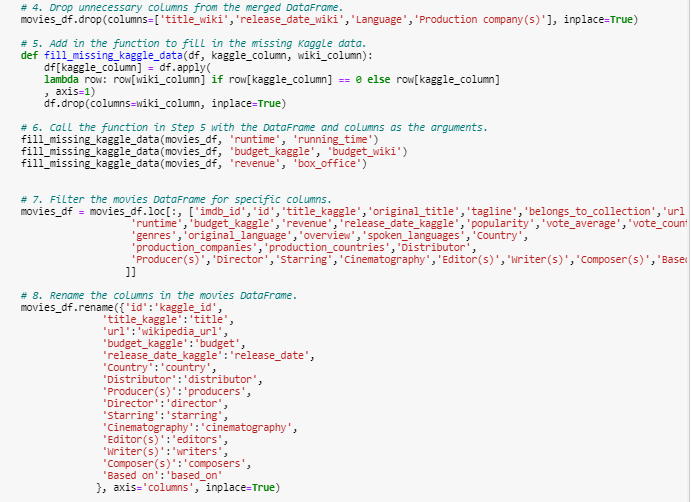 # 4. Drop unnecessary columns from the merged DataFrame.
movies_df.drop(columns=['title_wiki','release_date_wiki','Language','Production company(s)'], inplace=True)
# 5. Add in the function to fill in the missing Kaggle data.
def fill_missing_kaggle_data(df, kaggle_column, wiki_column):
    df[kaggle_column] = df.apply(
    lambda row: row[wiki_column] if row[kaggle_column] == 0 else row[kaggle_column]
    , axis=1)
    df.drop(columns=wiki_column, inplace=True)
# 6. Call the function in Step 5 with the DataFrame and columns as the arguments.
fill_missing_kaggle_data(movies_df, 'runtime', 'running_time')
fill_missing_kaggle_data(movies_df, 'budget_kaggle', 'budget_wiki')
fill_missing_kaggle_data(movies_df, 'revenue', 'box_office')
# 7. Filter the movies DataFrame for specific columns.
movies_df = movies_df.loc[:, ['imdb_id','id','title_kaggle','original_title','tagline','belongs_to_collection','url
                'runtime','budget_kaggle','revenue','release_date_kaggle','popularity','vote_average','vote_coun
                'genres','original_language','overview','spoken_languages','Country',
                'production_companies','production_countries','Distributor',
                'Producer(s)','Director','Starring','Cinematography','Editor(s)','Writer(s)','Composer(s)','Base
               ]]
# 8. Rename the columns in the movies DataFrame.
movies_df.rename({'id':'kaggle_id',
            'title_kaggle':'title',
            'url':'wikipedia_url',
            'budget_kaggle':'budget',
            'release_date_kaggle':'release_date',
            'Country':'country',
            'Distributor':'distributor',
            'Producer(s)':'producers',
            'Director':'director',
            'Starring':'starring',
            'Cinematography':'cinematography',
            'Editor(s)':'editors',
            'Writer(s)':'writers',
            'Composer(s)':'composers',
            'Based on':'based_on'
           }, axis='columns', inplace=True)